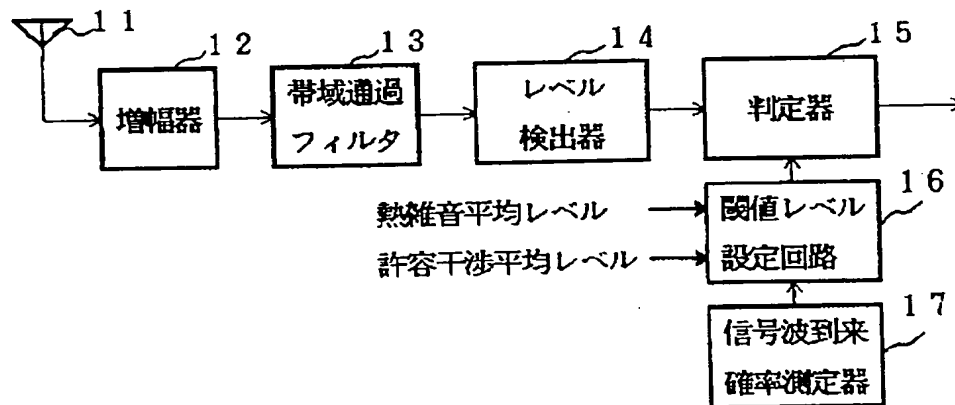 11
12
13
14
15
増幅器
帯域通過
フィルタ
レベル
検出器
判定器
16
熱雑音平均レベル
許容干渉平均レベル
閾値レベル
設定回路
17
信号波到来
確率測定器